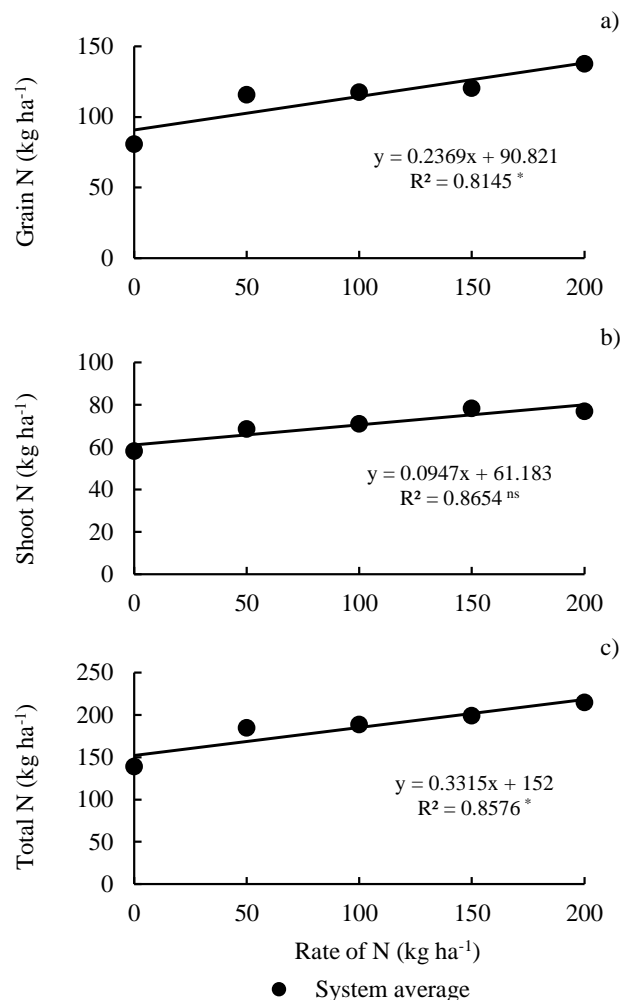 a)
150
100
50
0
Grain N (kg ha⁻¹)
y = 0.2369x + 90.821
R² = 0.8145 *
0 50 100 150 200
b)
100
80
60
40
20
0
Shoot N (kg ha⁻¹)
y = 0.0947x + 61.183
R² = 0.8654 ns
0 50 100 150 200
c)
250
200
150
100
50
0
Total N (kg ha⁻¹)
y = 0.3315x + 152
R² = 0.8576 *
0 50 100 150 200
Rate of N (kg ha⁻¹)
System average